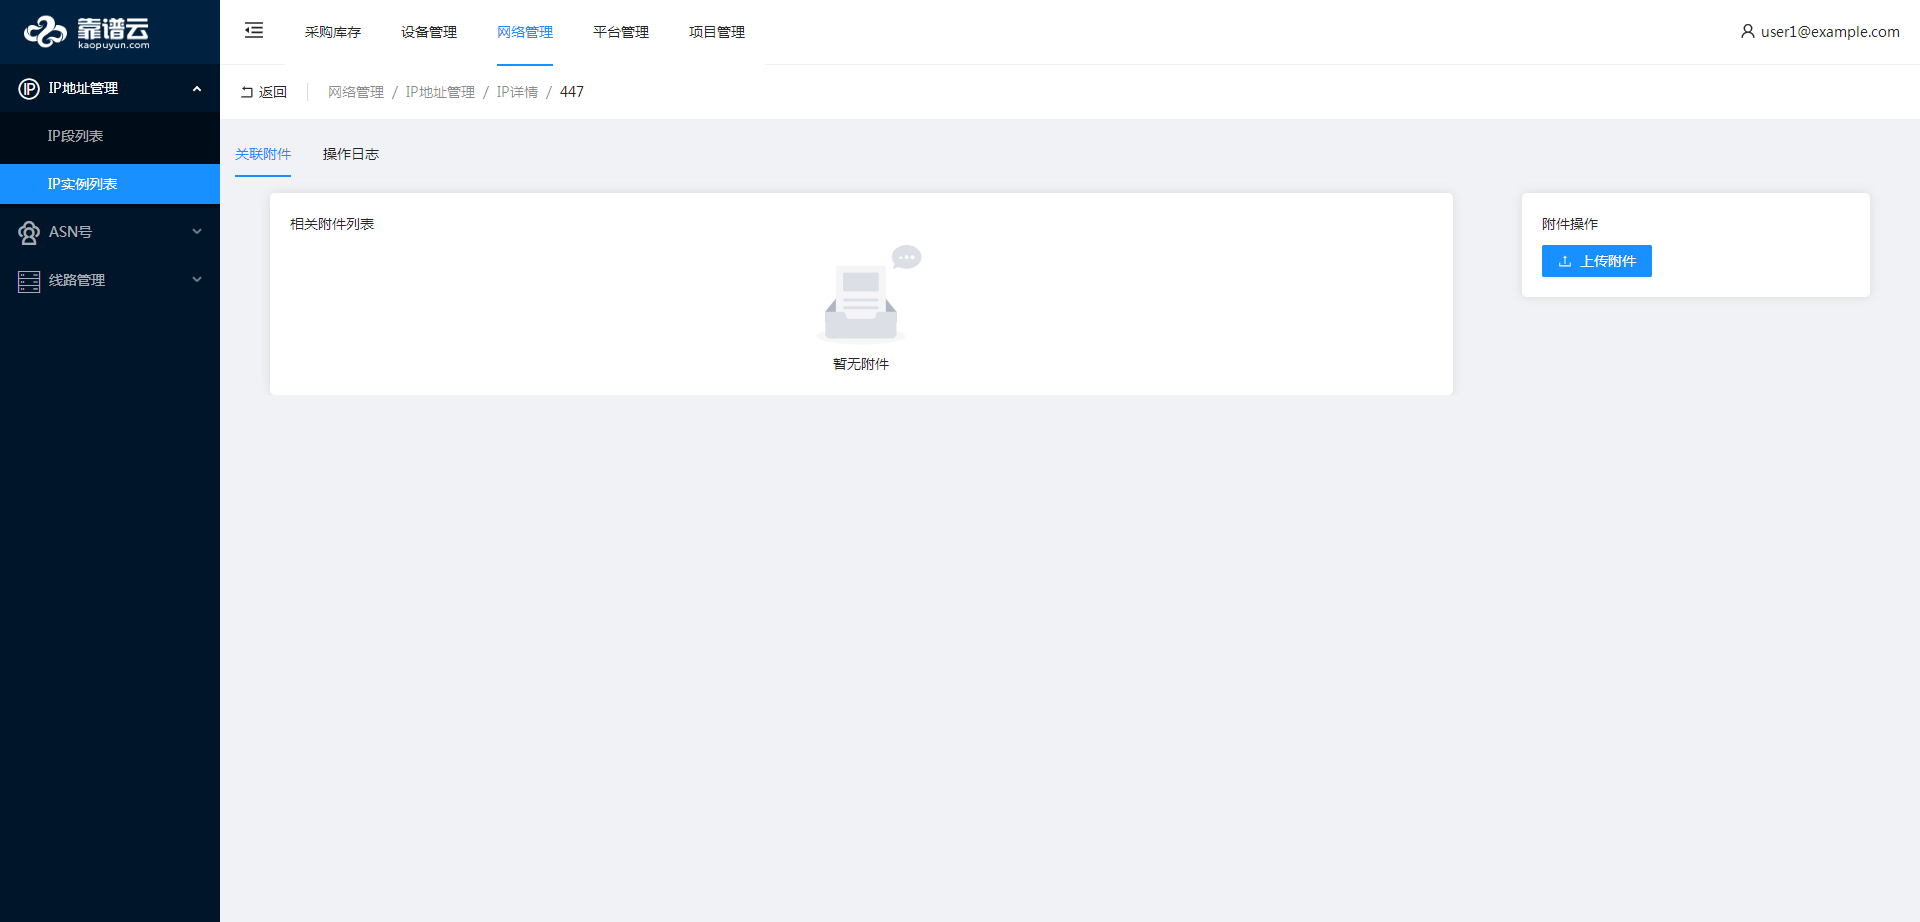 靠谱云
kaopuyun.com
采购库存 设备管理 网络管理 平台管理 项目管理
user1@example.com
返回 网络管理 / IP地址管理 / IP详情 / 447
IP地址管理
IP段列表
IP实例列表
ASN号
线路管理
关联附件 操作日志
相关附件列表
暂无附件
附件操作
上传附件